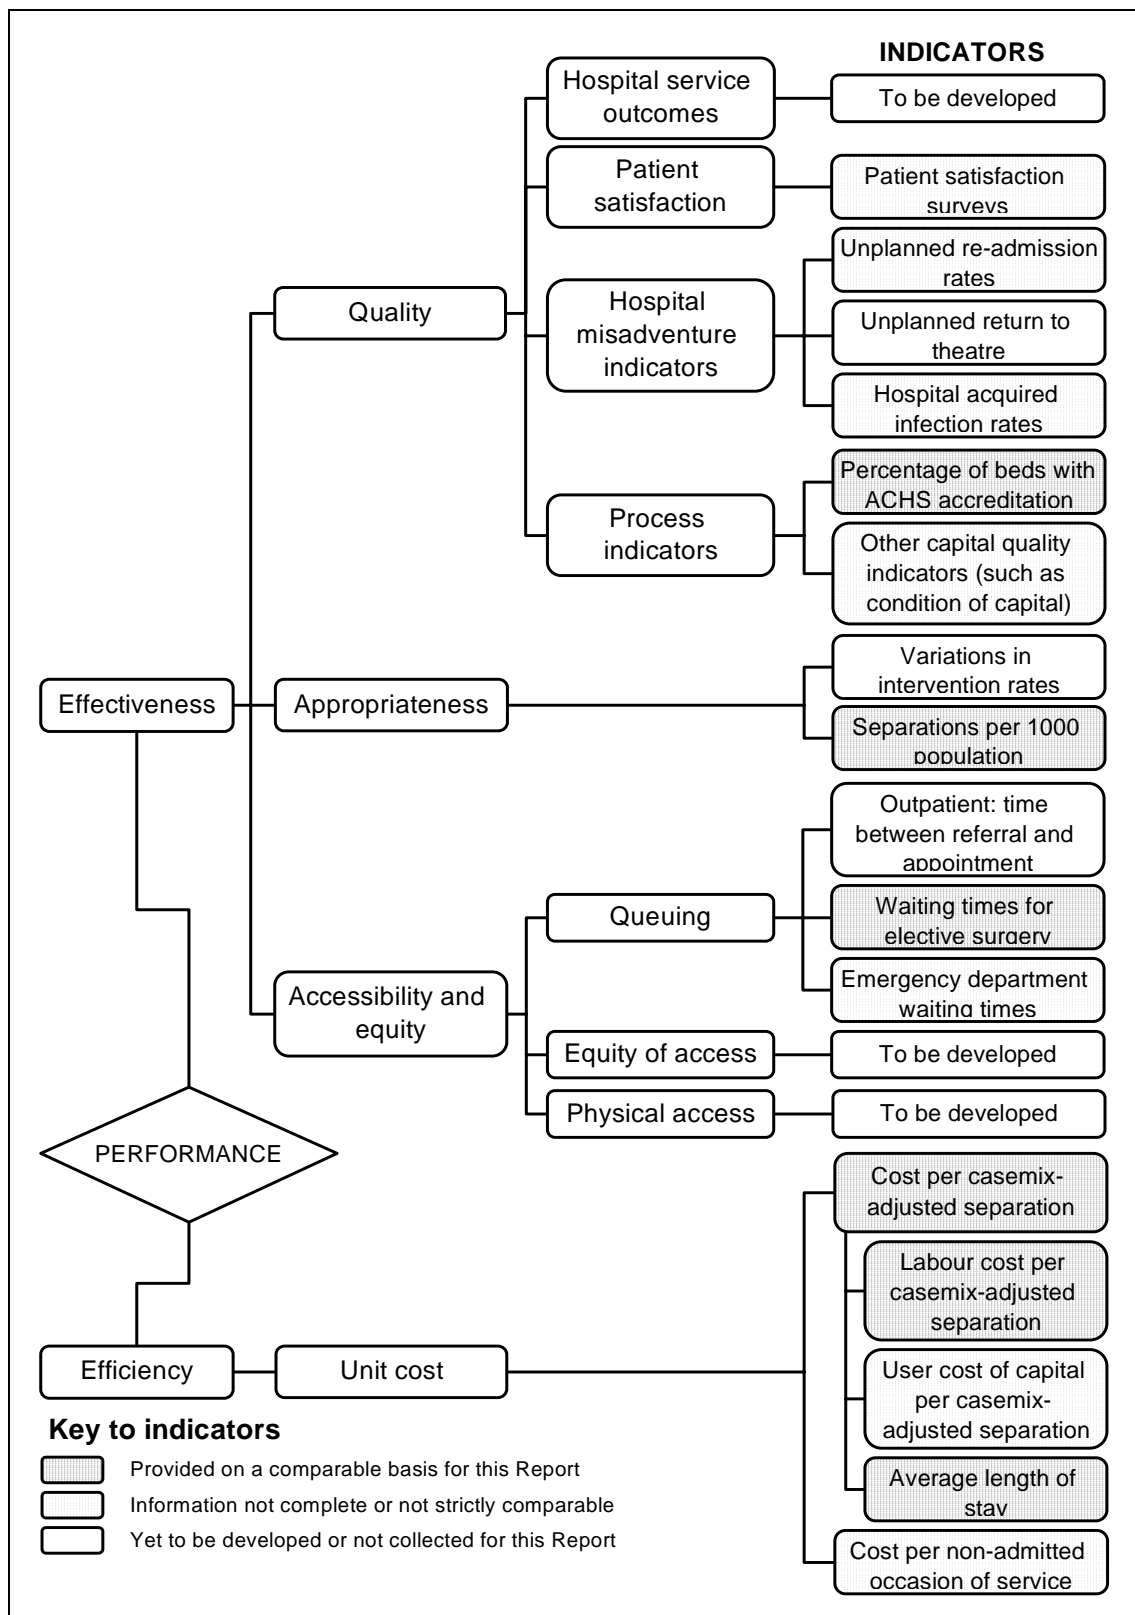 INDICATORS
Hospital service
outcomes
To be developed
Patient
satisfaction
Patient satisfaction
surveys
Quality
Hospital
misadventure
indicators
Unplanned re-admission
rates
Unplanned return to
theatre
Hospital acquired
infection rates
Process
indicators
Percentage of beds with
ACHS accreditation
Other capital quality
indicators (such as
condition of capital)
Effectiveness
Appropriateness
Variations in
intervention rates
Separations per 1000
population
Accessibility and
equity
Queuing
Outpatient: time
between referral and
appointment
Waiting times for
elective surgery
Emergency department
waiting times
Equity of access
To be developed
Physical access
To be developed
PERFORMANCE
Efficiency
Unit cost
Cost per casemix-
adjusted separation
Labour cost per
casemix-adjusted
separation
User cost of capital
per casemix-
adjusted separation
Average length of
stay
Cost per non-admitted
occasion of service
Key to indicators
Provided on a comparable basis for this Report
Information not complete or not strictly comparable
Yet to be developed or not collected for this Report